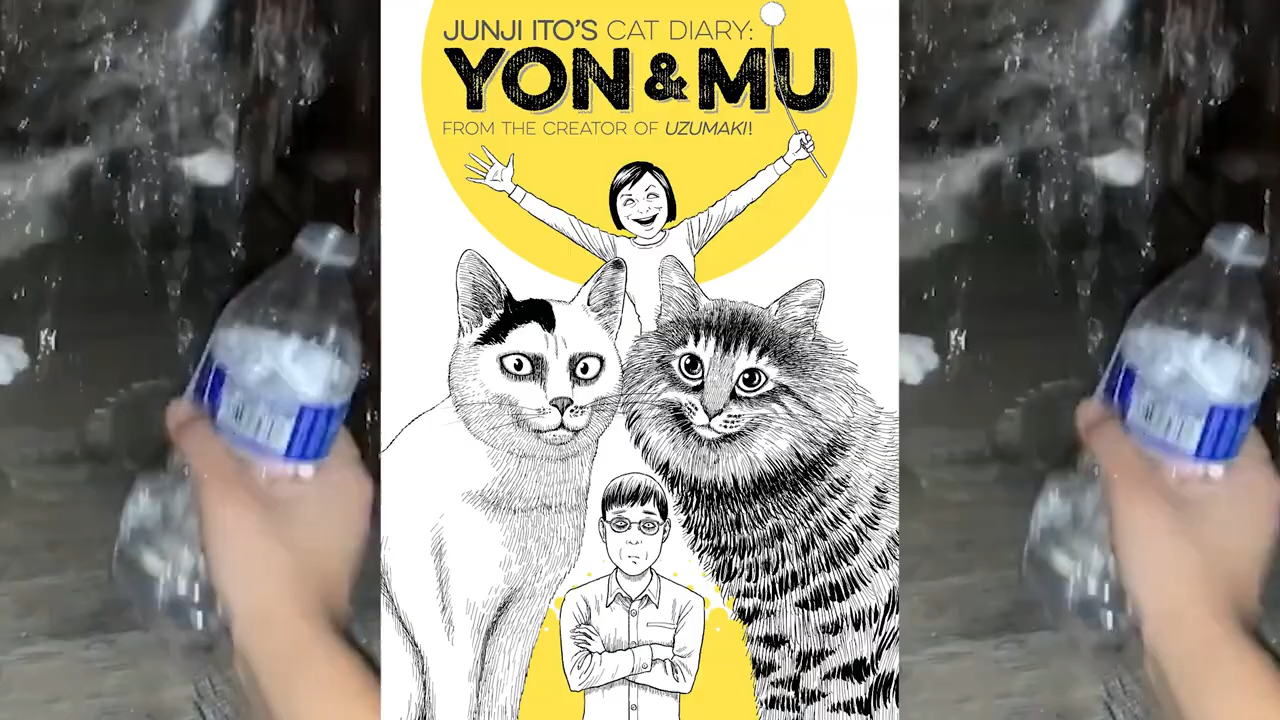 JUNJI ITO'S CAT DIARY:
YON & MU
FROM THE CREATOR OF UZUMAKI!